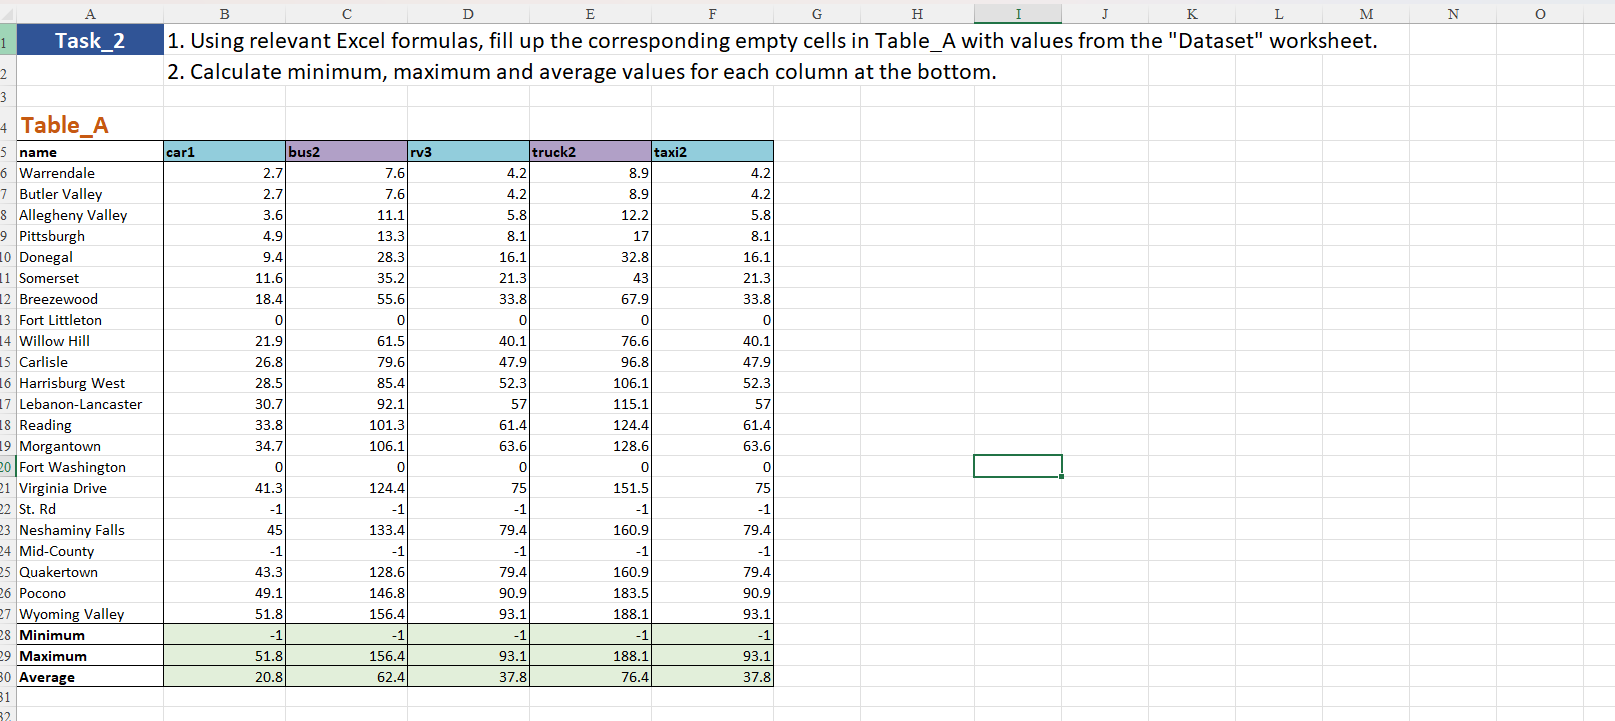 A B C D E F G H I J K L M N O
1 Task_2 1. Using relevant Excel formulas, fill up the corresponding empty cells in Table_A with values from the "Dataset" worksheet.
2 2. Calculate minimum, maximum and average values for each column at the bottom.
3
4 Table_A
5 name car1 bus2 rv3 truck2 taxi2
6 Warrendale 2.7 7.6 4.2 8.9 4.2
7 Butler Valley 2.7 7.6 4.2 8.9 4.2
8 Allegheny Valley 3.6 11.1 5.8 12.2 5.8
9 Pittsburgh 4.9 13.3 8.1 17 8.1
10 Donegal 9.4 28.3 16.1 32.8 16.1
11 Somerset 11.6 35.2 21.3 43 21.3
12 Breezewood 18.4 55.6 33.8 67.9 33.8
13 Fort Littleton 0 0 0 0 0
14 Willow Hill 21.9 61.5 40.1 76.6 40.1
15 Carlisle 26.8 79.6 47.9 96.8 47.9
16 Harrisburg West 28.5 85.4 52.3 106.1 52.3
17 Lebanon-Lancaster 30.7 92.1 57 115.1 57
18 Reading 33.8 101.3 61.4 124.4 61.4
19 Morgantown 34.7 106.1 63.6 128.6 63.6
20 Fort Washington 0 0 0 0 0
21 Virginia Drive 41.3 124.4 75 151.5 75
22 St. Rd -1 -1 -1 -1 -1
23 Neshaminy Falls 45 133.4 79.4 160.9 79.4
24 Mid-County -1 -1 -1 -1 -1
25 Quakertown 43.3 128.6 79.4 160.9 79.4
26 Pocono 49.1 146.8 90.9 183.5 90.9
27 Wyoming Valley 51.8 156.4 93.1 188.1 93.1
28 Minimum -1 -1 -1 -1 -1
29 Maximum 51.8 156.4 93.1 188.1 93.1
30 Average 20.8 62.4 37.8 76.4 37.8
31
32